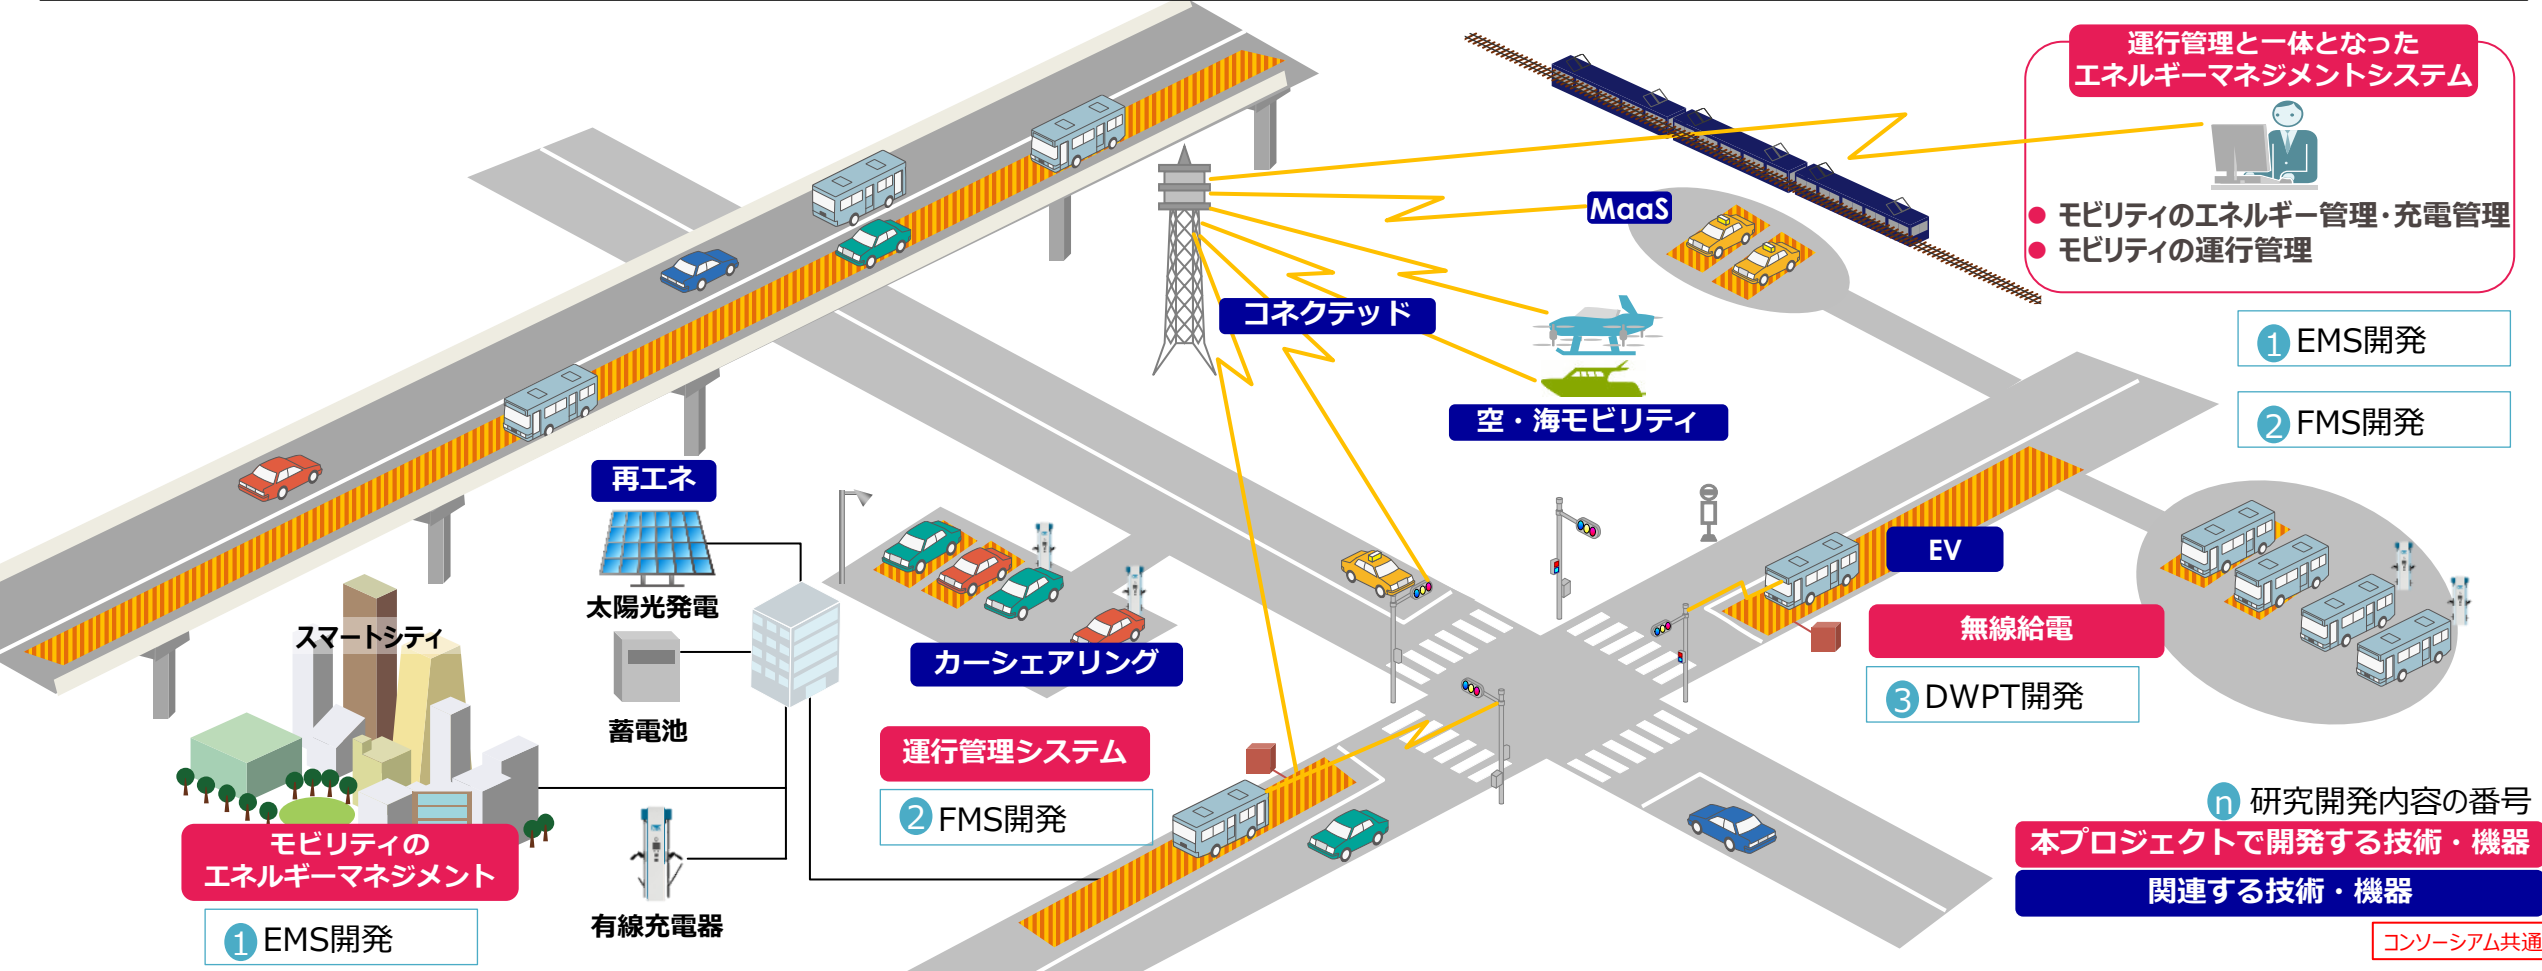 運行管理と一体となった
エネルギーマネジメントシステム
● モビリティのエネルギー管理・充電管理
● モビリティの運行管理
MaaS
コネクテッド
1 EMS開発
2 FMS開発
空・海モビリティ
再エネ
太陽光発電
EV
スマートシティ
無線給電
カーシェアリング
3 DWPT開発
蓄電池
運行管理システム
2 FMS開発
n 研究開発内容の番号
モビリティの
エネルギーマネジメント
本プロジェクトで開発する技術・機器
関連する技術・機器
有線充電器
1 EMS開発
コンソーシアム共通